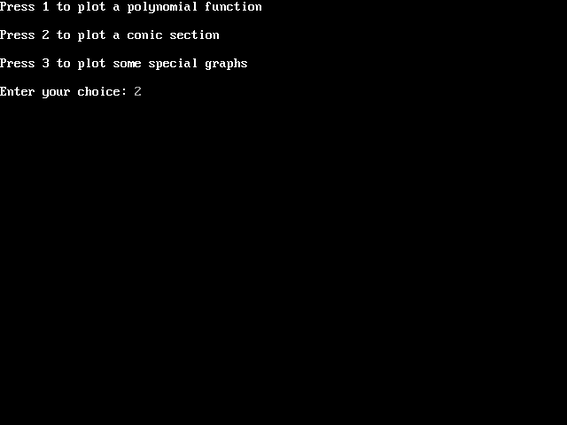 Press 1 to plot a polynomial function
Press 2 to plot a conic section
Press 3 to plot some special graphs
Enter your choice: 2